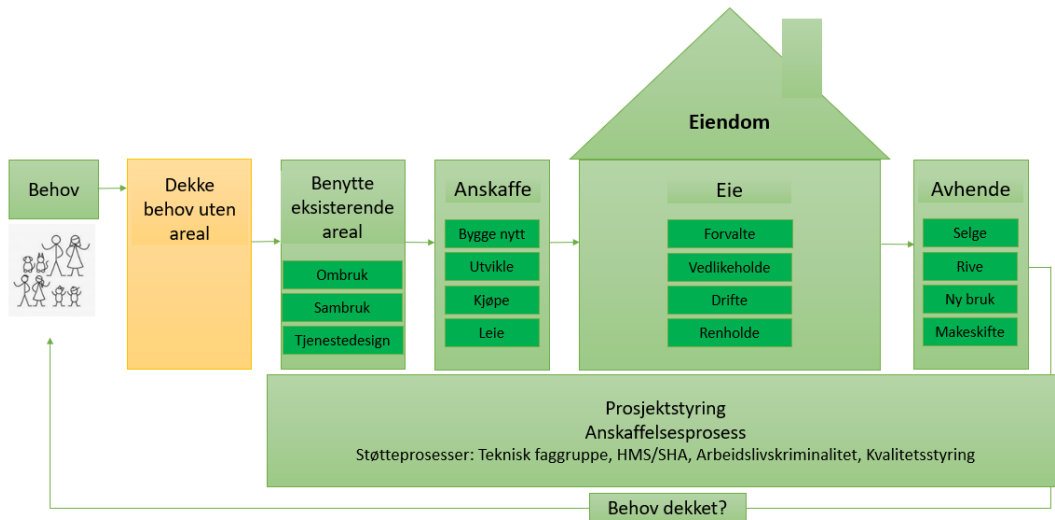 Eiendom
Behov
Dekke
behov uten
areal
Benytte
eksisterende
areal
Ombruk
Sambruk
Tjenestedesign
Anskaffe
Bygge nytt
Utvikle
Kjøpe
Leie
Eie
Forvalte
Vedlikeholde
Drifte
Renholde
Avhende
Selge
Rive
Ny bruk
Makeskifte
Prosjektstyring
Anskaffelsesprosess
Støtteprosesser: Teknisk faggruppe, HMS/SHA, Arbeidslivskriminalitet, Kvalitetsstyring
Behov dekket?